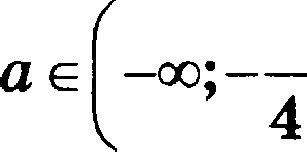 a ∈ ( −∞; − — 4